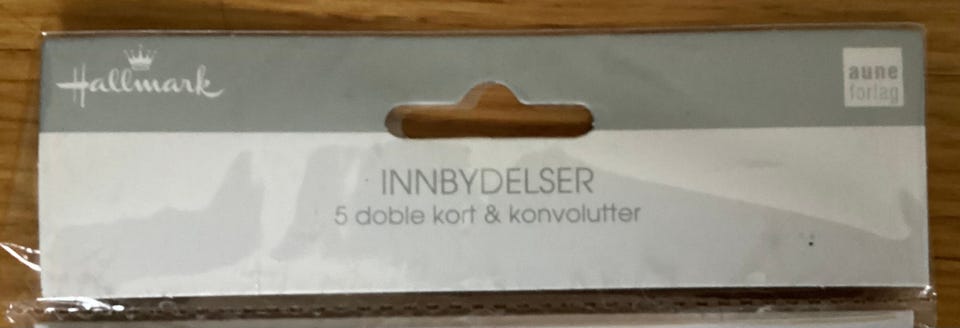 Hallmark
aune
forlag
INNBYDELSER
5 doble kort & konvolutter